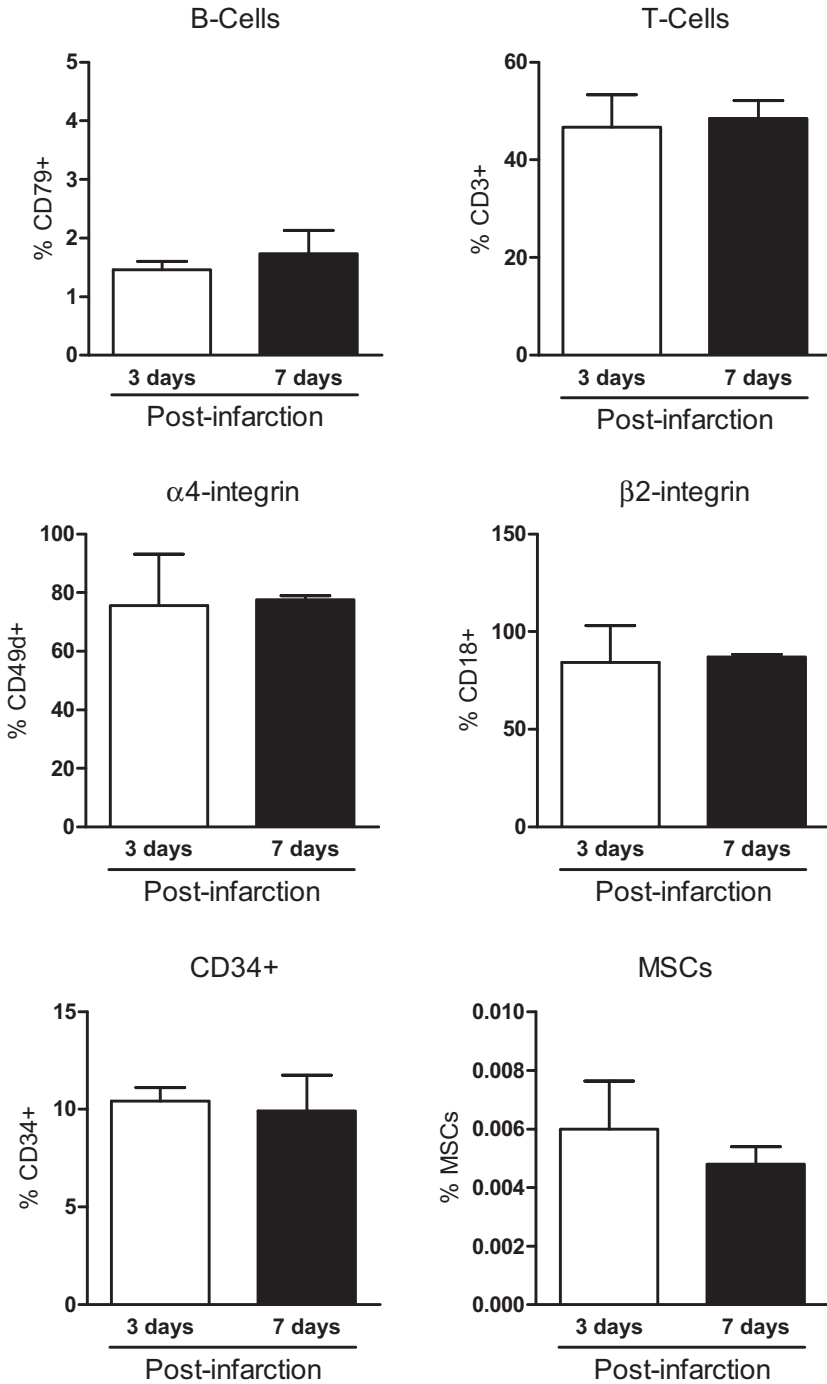 B-Cells
% CD79+
5
4
3
2
1
0
3 days 7 days
Post-infarction
T-Cells
% CD3+
60
40
20
0
3 days 7 days
Post-infarction
α4-integrin
% CD49d+
100
80
60
40
20
0
3 days 7 days
Post-infarction
β2-integrin
% CD18+
150
100
50
0
3 days 7 days
Post-infarction
CD34+
% CD34+
15
10
5
0
3 days 7 days
Post-infarction
MSCs
% MSCs
0.010
0.008
0.006
0.004
0.002
0.000
3 days 7 days
Post-infarction